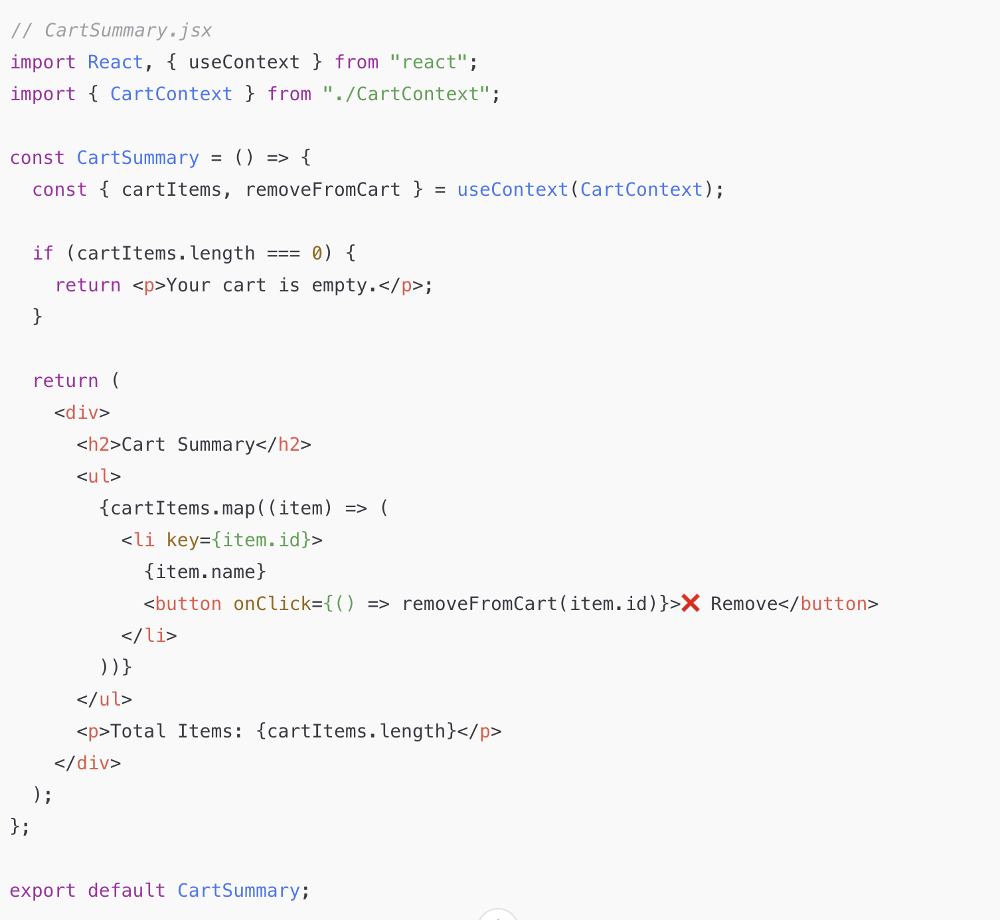 // CartSummary.jsx
import React, { useContext } from "react";
import { CartContext } from "./CartContext";

const CartSummary = () => {
  const { cartItems, removeFromCart } = useContext(CartContext);

  if (cartItems.length === 0) {
    return <p>Your cart is empty.</p>;
  }

  return (
    <div>
      <h2>Cart Summary</h2>
      <ul>
        {cartItems.map((item) => (
          <li key={item.id}>
            {item.name}
            <button onClick={() => removeFromCart(item.id)}>❌ Remove</button>
          </li>
        ))}
      </ul>
      <p>Total Items: {cartItems.length}</p>
    </div>
  );
};

export default CartSummary;